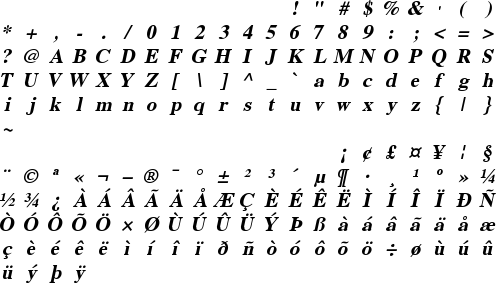 ! " # $ % & ' ( )
* + , - . / 0 1 2 3 4 5 6 7 8 9 : ; < = >
? @ A B C D E F G H I J K L M N O P Q R S
T U V W X Y Z [ \ ] ^ _ ` a b c d e f g h
i j k l m n o p q r s t u v w x y z { | }
~
¡ ¢ £ ¤ ¥ ¦ §
¨ © ª « ¬ – ® ¯ ° ± ² ³ ´ µ ¶ · ¸ ¹ º » ¼
½ ¾ ¿ À Á Â Ã Ä Å Æ Ç È É Ê Ë Ì Í Î Ï Ð Ñ
Ò Ó Ô Õ Ö × Ø Ù Ú Û Ü Ý Þ ß à á â ã ä å æ
ç è é ê ë ì í î ï ð ñ ò ó ô õ ö ÷ ø ù ú û
ü ý þ ÿ